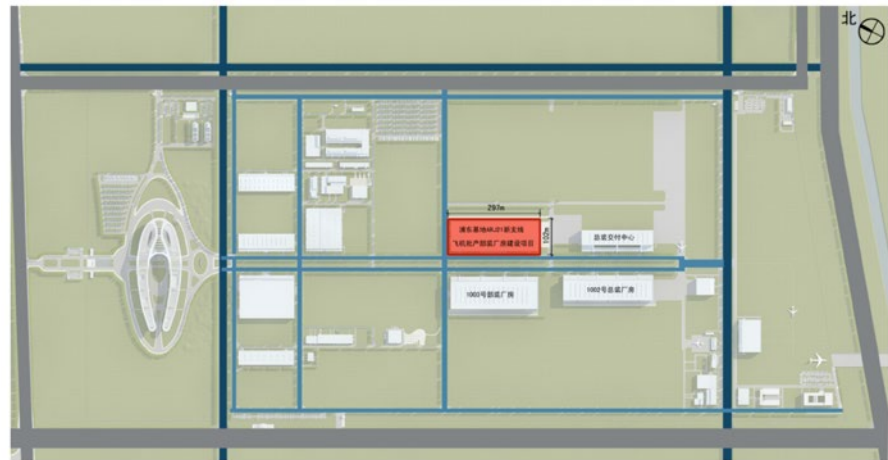 北
297m
102m
浦东基地ARJ21新支线
飞机批产部装厂房建设项目
总装交付中心
1003号部装厂房
1002号总装厂房